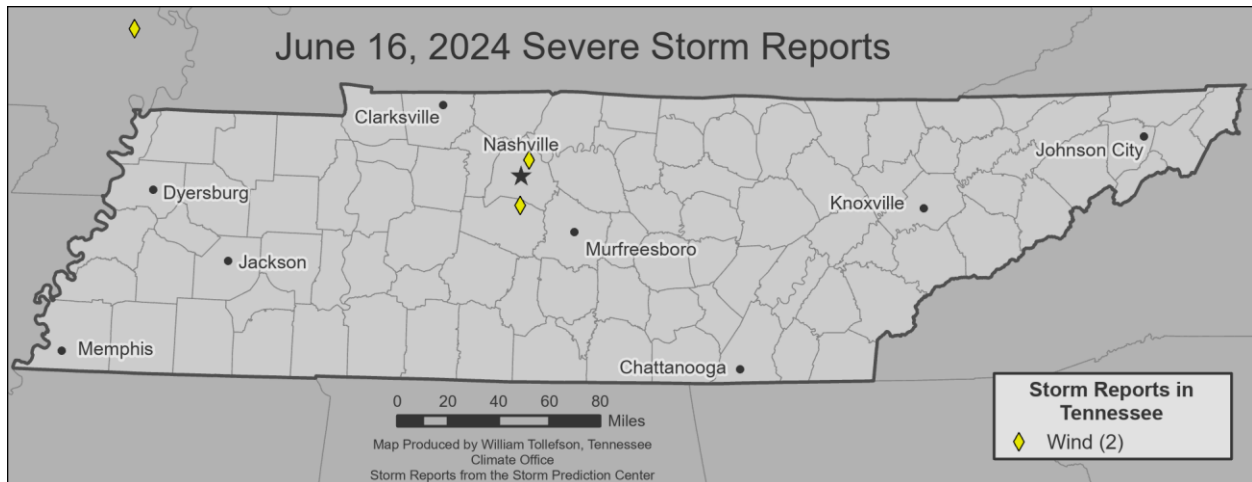 June 16, 2024 Severe Storm Reports
Clarksville
Nashville
Johnson City
Dyersburg
Knoxville
Murfreesboro
Jackson
Memphis
Chattanooga
0 20 40 60 80
Miles
Map Produced by William Tollefson, Tennessee
Climate Office
Storm Reports from the Storm Prediction Center
Storm Reports in
Tennessee
Wind (2)